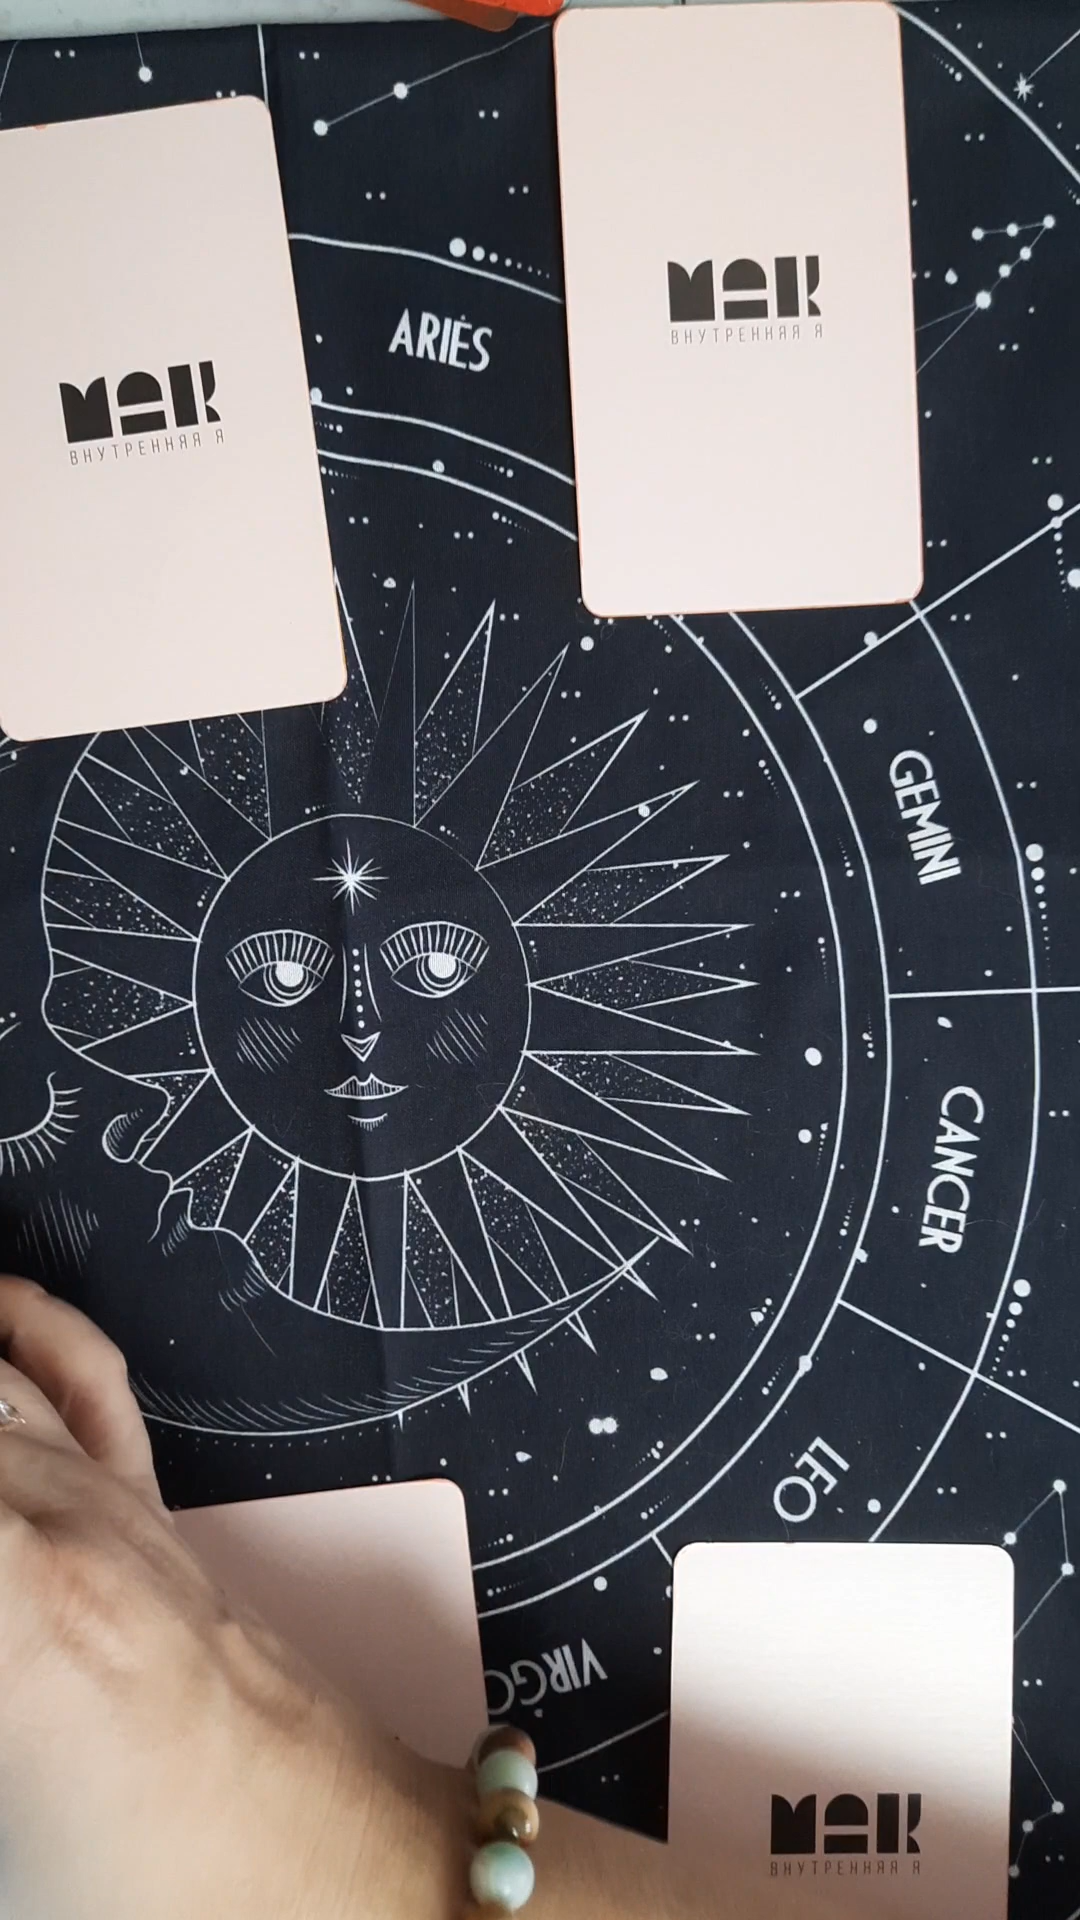 МАК
ВНУТРЕННЯЯ Я
ARIES
МАК
ВНУТРЕННЯЯ Я
GEMINI
CANCER
LEO
VIRGO
МАК
ВНУТРЕННЯЯ Я